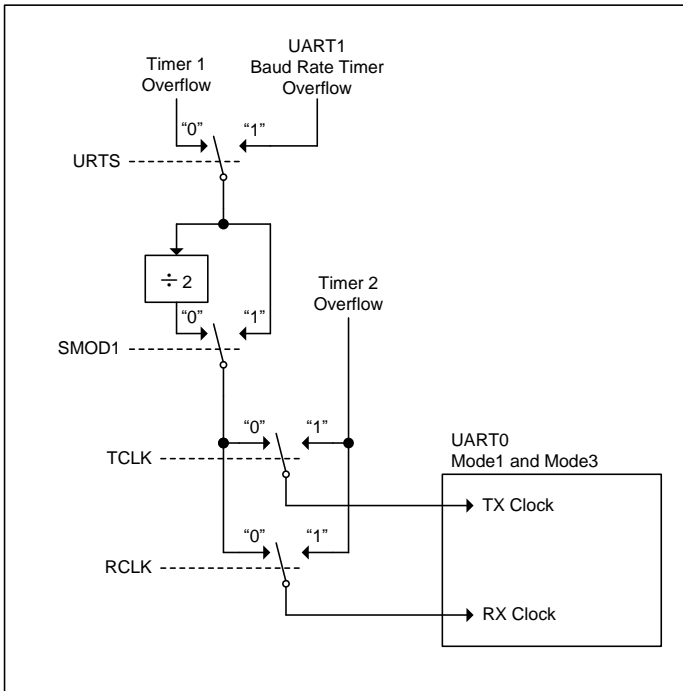 Timer 1
Overflow
UART1
Baud Rate Timer
Overflow
“0”
“1”
URTS
÷ 2
Timer 2
Overflow
“0”
“1”
SMOD1
“0”
“1”
TCLK
UART0
Mode1 and Mode3
TX Clock
“0”
“1”
RCLK
RX Clock